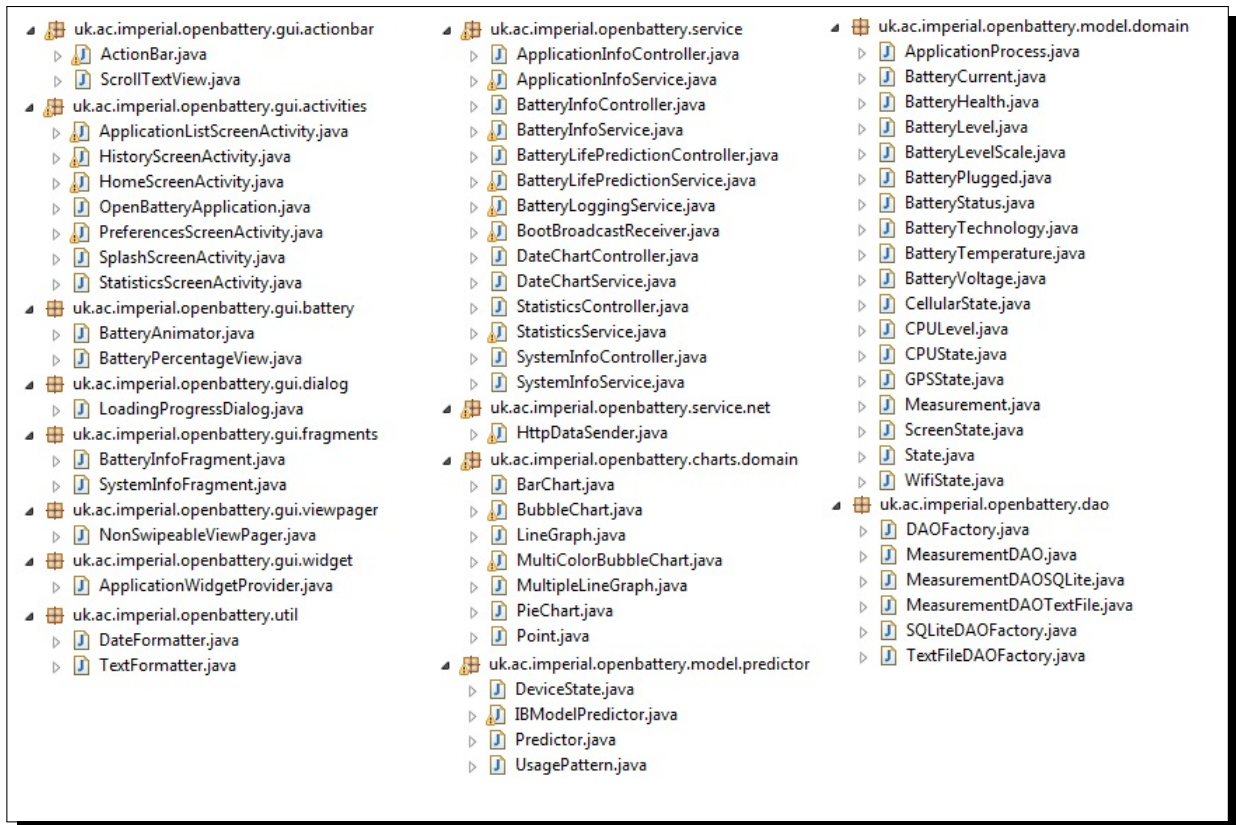 uk.ac.imperial.openbattery.gui.actionbar
ActionBar.java
ScrollTextView.java
uk.ac.imperial.openbattery.gui.activities
ApplicationListScreenActivity.java
HistoryScreenActivity.java
HomeScreenActivity.java
OpenBatteryApplication.java
PreferencesScreenActivity.java
SplashScreenActivity.java
StatisticsScreenActivity.java
uk.ac.imperial.openbattery.gui.battery
BatteryAnimator.java
BatteryPercentageView.java
uk.ac.imperial.openbattery.gui.dialog
LoadingProgressDialog.java
uk.ac.imperial.openbattery.gui.fragments
BatteryInfoFragment.java
SystemInfoFragment.java
uk.ac.imperial.openbattery.gui.viewpager
NonSwipeableViewPager.java
uk.ac.imperial.openbattery.gui.widget
ApplicationWidgetProvider.java
uk.ac.imperial.openbattery.util
DateFormatter.java
TextFormatter.java
uk.ac.imperial.openbattery.service
ApplicationInfoController.java
ApplicationInfoService.java
BatteryInfoController.java
BatteryInfoService.java
BatteryLifePredictionController.java
BatteryLifePredictionService.java
BatteryLoggingService.java
BootBroadcastReceiver.java
DateChartController.java
DateChartService.java
StatisticsController.java
StatisticsService.java
SystemInfoController.java
SystemInfoService.java
uk.ac.imperial.openbattery.service.net
HttpDataSender.java
uk.ac.imperial.openbattery.charts.domain
BarChart.java
BubbleChart.java
LineGraph.java
MultiColorBubbleChart.java
MultipleLineGraph.java
PieChart.java
Point.java
uk.ac.imperial.openbattery.model.predictor
DeviceState.java
IBModelPredictor.java
Predictor.java
UsagePattern.java
uk.ac.imperial.openbattery.model.domain
ApplicationProcess.java
BatteryCurrent.java
BatteryHealth.java
BatteryLevel.java
BatteryLevelScale.java
BatteryPlugged.java
BatteryStatus.java
BatteryTechnology.java
BatteryTemperature.java
BatteryVoltage.java
CellularState.java
CPULevel.java
CPUState.java
GPSState.java
Measurement.java
ScreenState.java
State.java
WifiState.java
uk.ac.imperial.openbattery.dao
DAOFactory.java
MeasurementDAO.java
MeasurementDAOSQLite.java
MeasurementDAOTextFile.java
SQLiteDAOFactory.java
TextFileDAOFactory.java